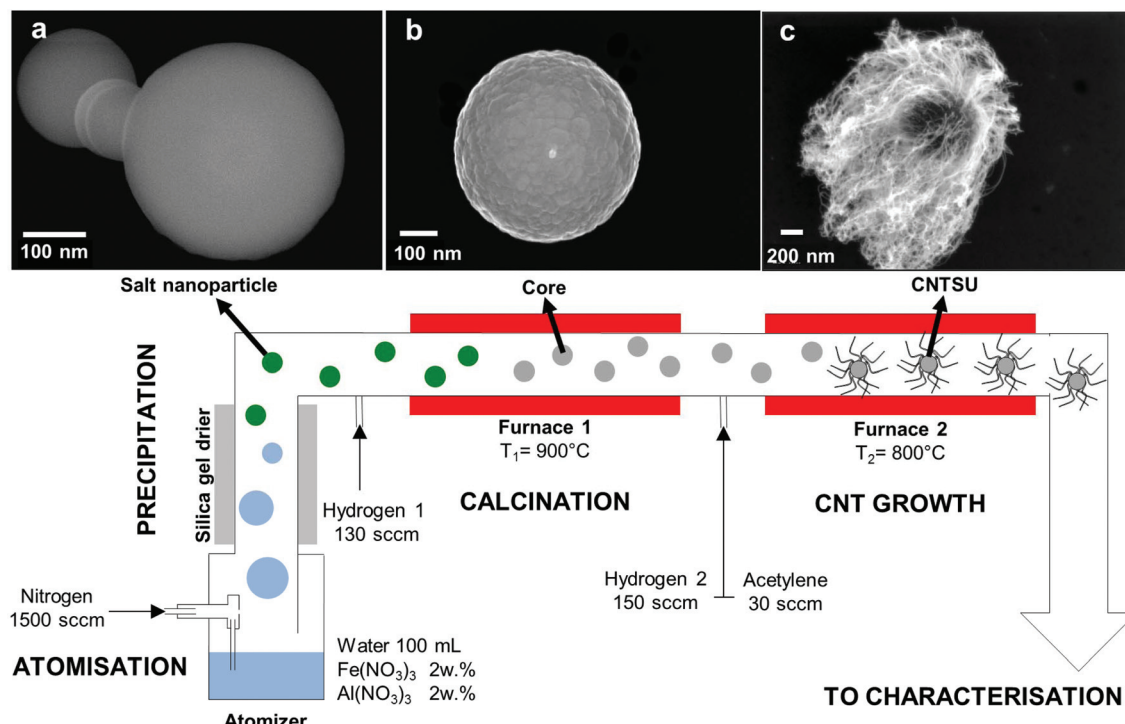 a
b
c
100 nm
100 nm
200 nm
Salt nanoparticle
Core
CNTSU
PRECIPITATION
Silica gel drier
Furnace 1
T₁= 900°C
Furnace 2
T₂= 800°C
CALCINATION
CNT GROWTH
Hydrogen 1
130 sccm
Hydrogen 2
150 sccm
Acetylene
30 sccm
Nitrogen
1500 sccm
ATOMISATION
Water 100 mL
Fe(NO₃)₃ 2w.%
Al(NO₃)₃ 2w.%
Atomizer
TO CHARACTERISATION